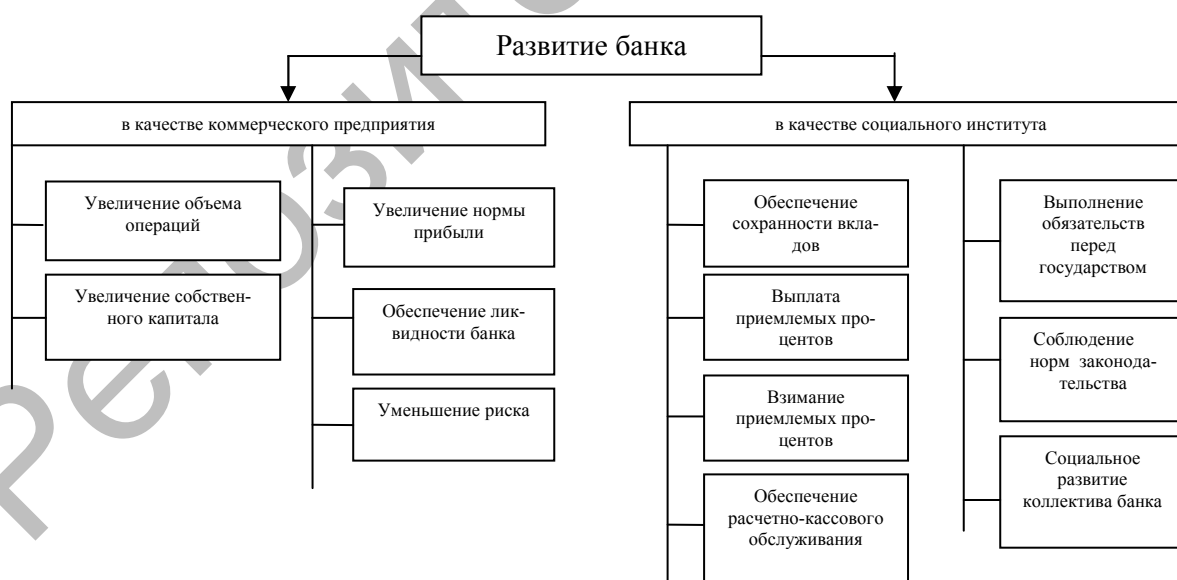 Развитие банка
в качестве коммерческого предприятия
Увеличение объема
операций
Увеличение собствен-
ного капитала
Увеличение нормы
прибыли
Обеспечение лик-
видности банка
Уменьшение риска
в качестве социального института
Обеспечение
сохранности вкла-
дов
Выплата
приемлемых про-
центов
Взимание
приемлемых про-
центов
Обеспечение
расчетно-кассового
обслуживания
Выполнение
обязательств
перед
государством
Соблюдение
норм законода-
тельства
Социальное
развитие
коллектива банка